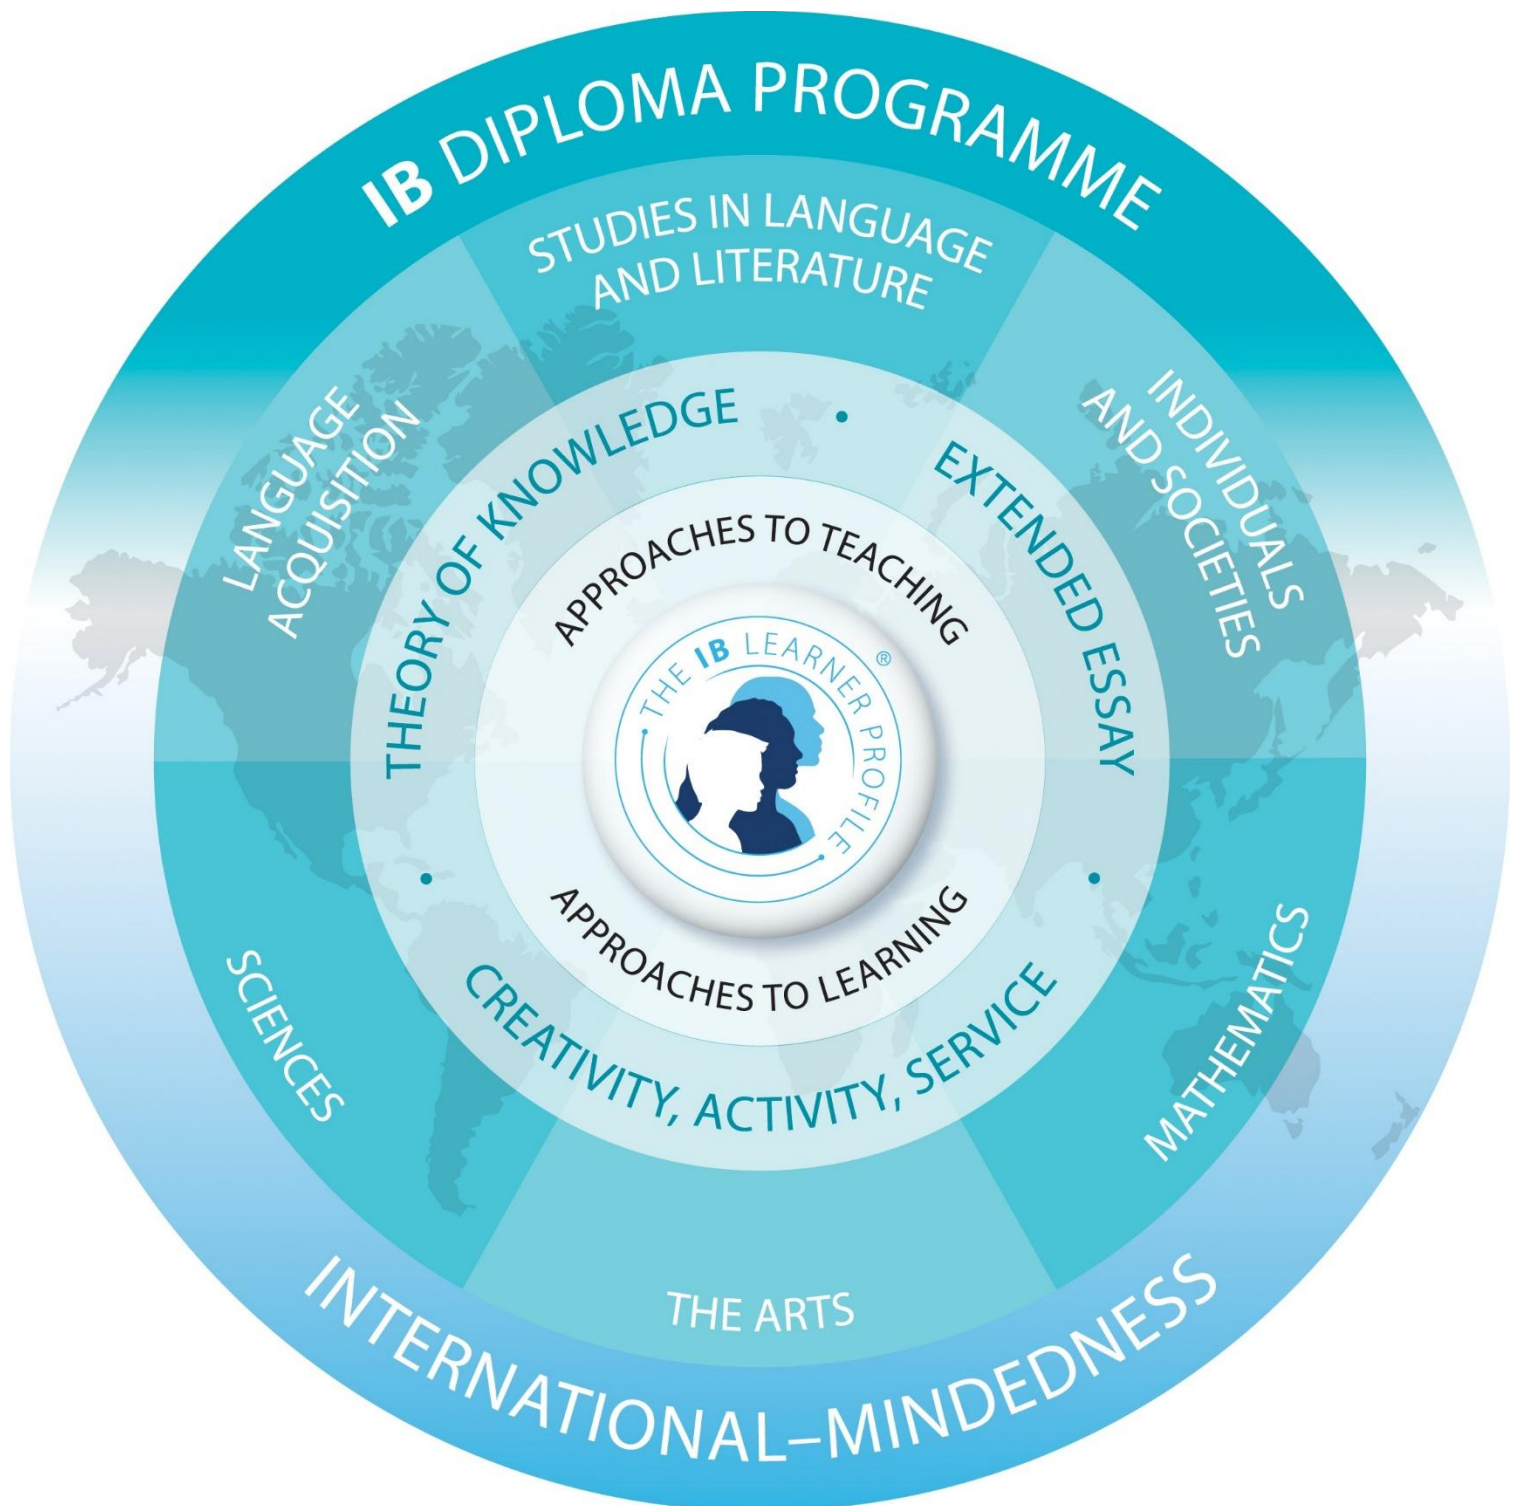 IB DIPLOMA PROGRAMME
STUDIES IN LANGUAGE
AND LITERATURE
LANGUAGE
ACQUISITION
INDIVIDUALS
AND SOCIETIES
THEORY OF KNOWLEDGE
•
EXTENDED ESSAY
APPROACHES TO TEACHING
THE IB LEARNER PROFILE ®
APPROACHES TO LEARNING
•
CREATIVITY, ACTIVITY, SERVICE
•
SCIENCES
MATHEMATICS
THE ARTS
INTERNATIONAL–MINDEDNESS